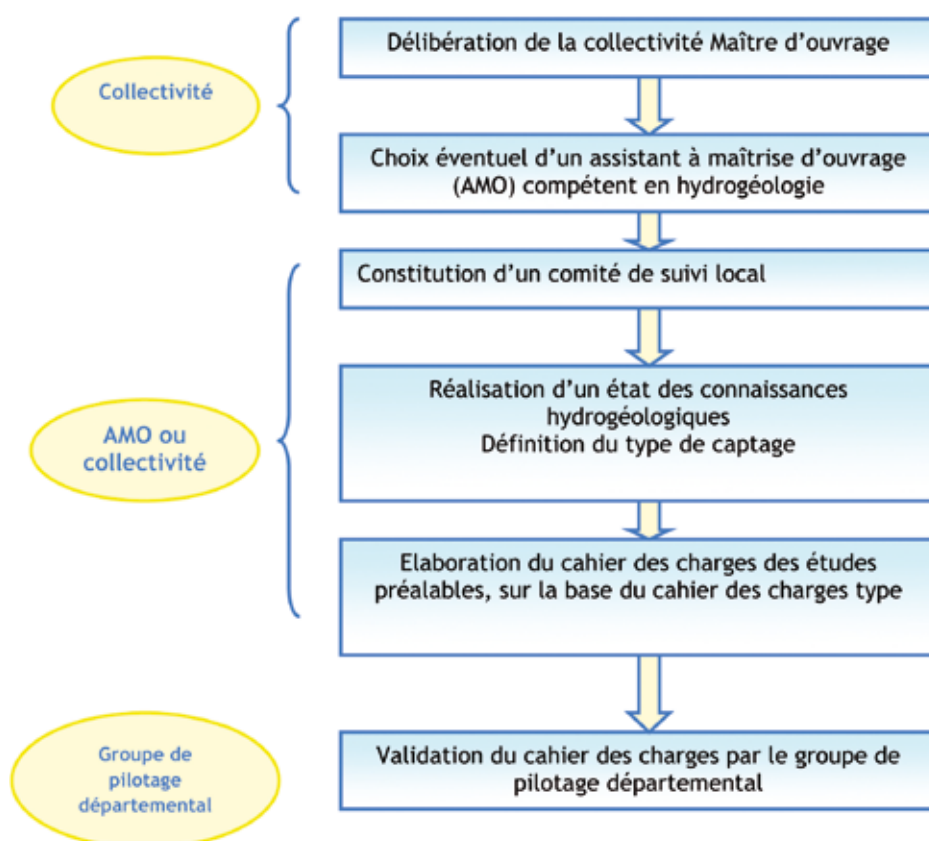 Délibération de la collectivité Maître d'ouvrage
Collectivité
Choix éventuel d'un assistant à maîtrise d'ouvrage
(AMO) compétent en hydrogéologie
Constitution d'un comité de suivi local
Réalisation d'un état des connaissances
hydrogéologiques
Définition du type de captage
AMO ou
collectivité
Elaboration du cahier des charges des études
préalables, sur la base du cahier des charges type
Groupe de
pilotage
départemental
Validation du cahier des charges par le groupe de
pilotage départemental